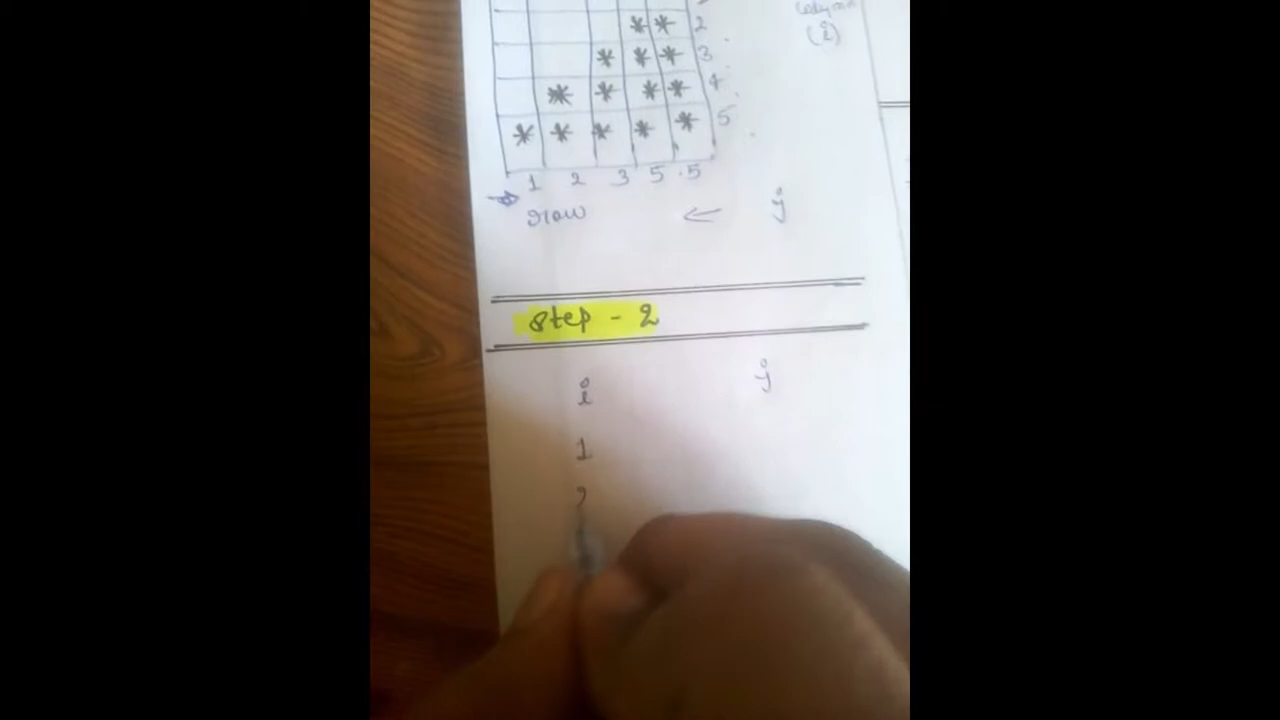 * * 2
(i)
* * * 3
* * * * 4
* * * * * 5
1 2 3 5 .5
row ← j
step - 2
i j
1